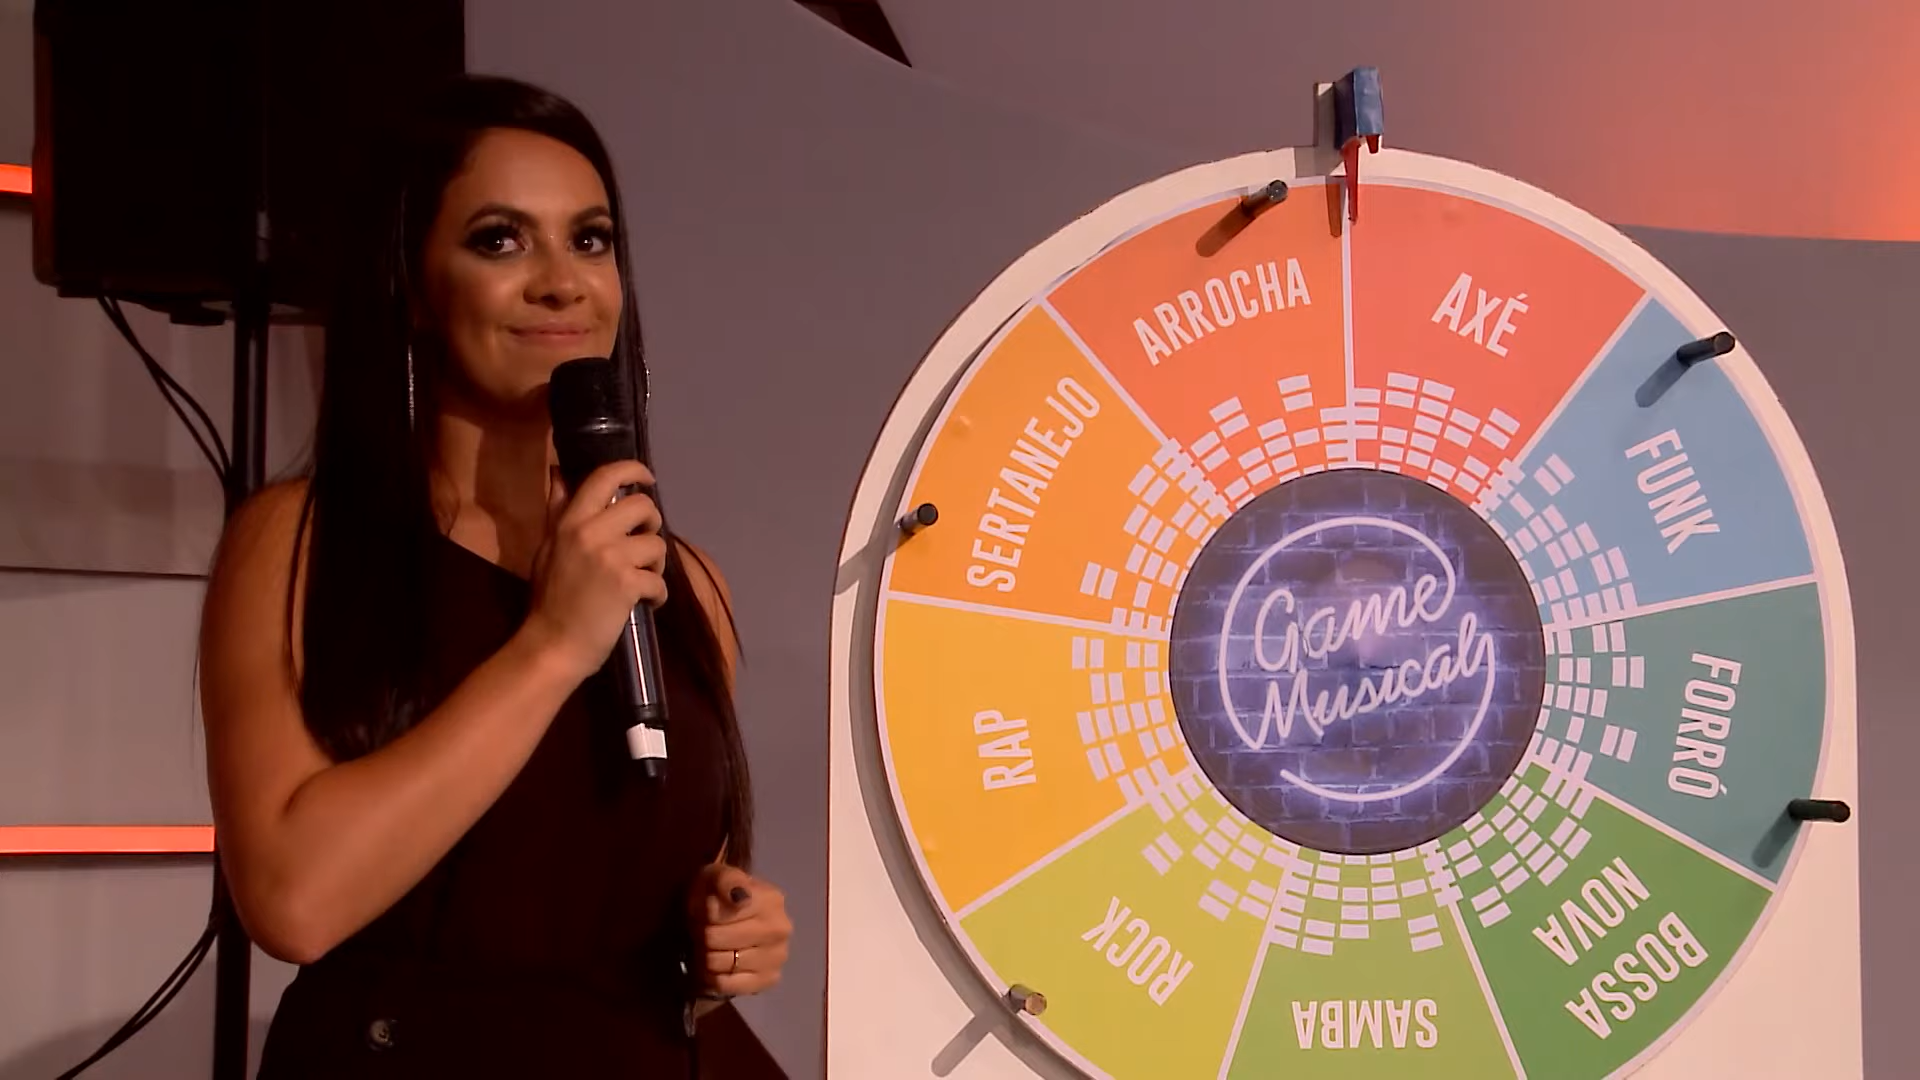 ARROCHA
AXÉ
SERTANEJO
FUNK
Game
Musical
RAP
FORRÓ
ROCK
BOSSA
NOVA
SAMBA